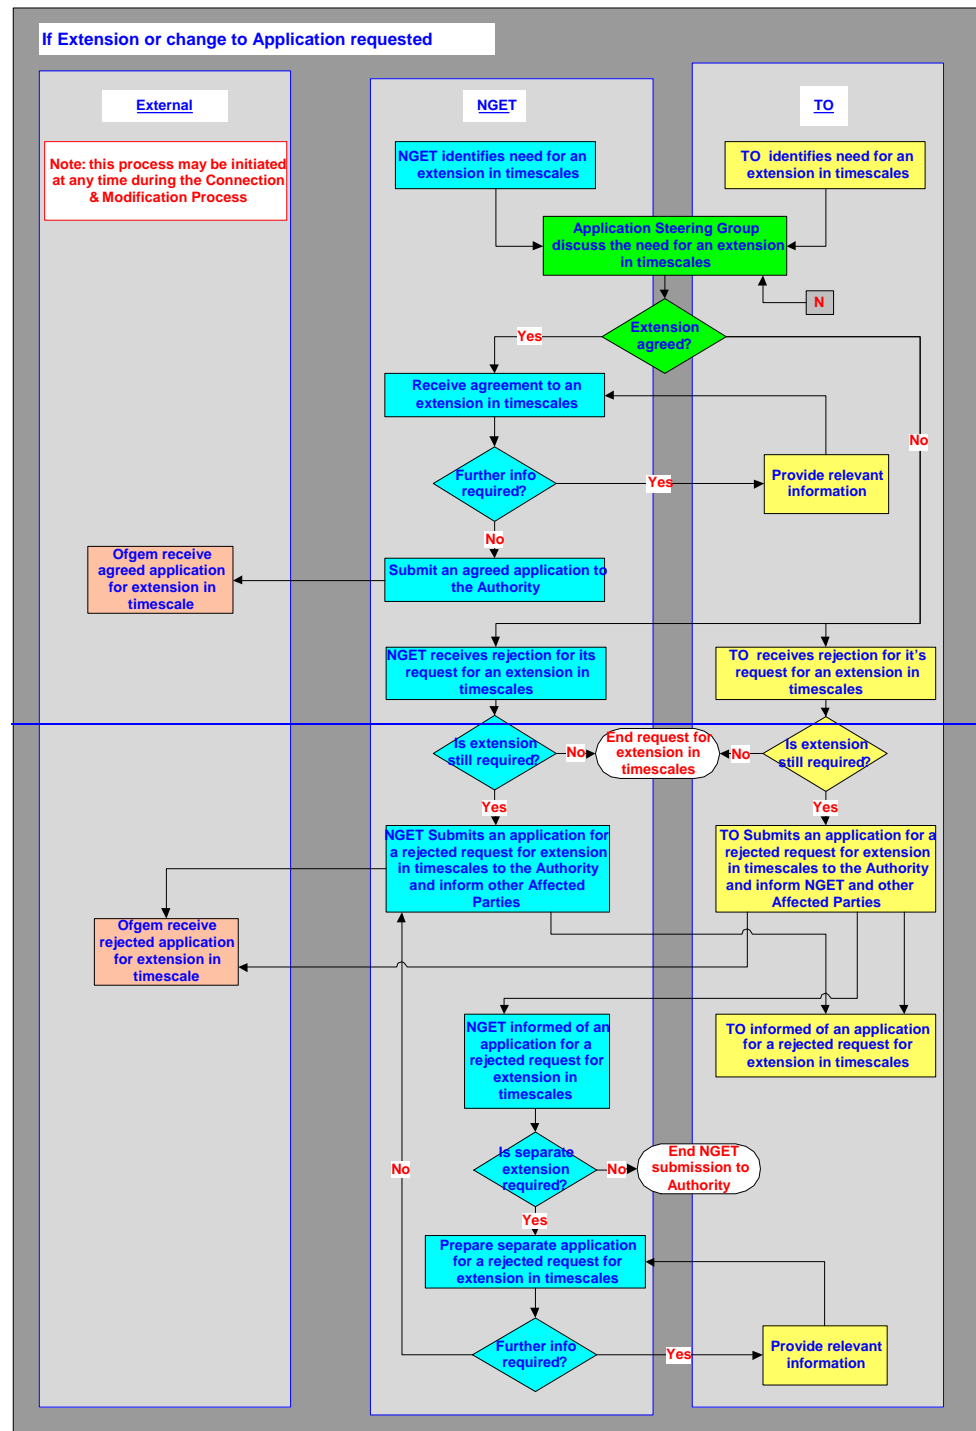 If Extension or change to Application requested
External
NGET
TO
Note: this process may be initiated
at any time during the Connection
& Modification Process
NGET identifies need for an
extension in timescales
TO identifies need for an
extension in timescales
Application Steering Group
discuss the need for an extension
in timescales
N
Extension
agreed?
Yes
No
Receive agreement to an
extension in timescales
Further info
required?
Yes
Provide relevant
information
No
Submit an agreed application to
the Authority
Ofgem receive
agreed application
for extension in
timescale
NGET receives rejection for its
request for an extension in
timescales
TO receives rejection for it's
request for an extension in
timescales
Is extension
still required?
No
End request for
extension in
timescales
No
Is extension
still required?
Yes
Yes
NGET Submits an application for
a rejected request for extension
in timescales to the Authority
and inform other Affected
Parties
TO Submits an application for a
rejected request for extension
in timescales to the Authority
and inform NGET and other
Affected Parties
Ofgem receive
rejected application
for extension in
timescale
NGET informed of an
application for a
rejected request for
extension in
timescales
TO informed of an application
for a rejected request for
extension in timescales
Is separate
extension
required?
No
End NGET
submission to
Authority
No
Yes
Prepare separate application
for a rejected request for
extension in timescales
Further info
required?
Yes
Provide relevant
information